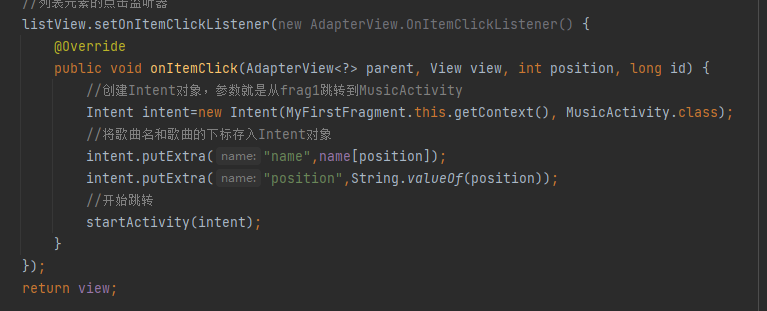 //列表元素的点击监听器
listView.setOnItemClickListener(new AdapterView.OnItemClickListener() {
@Override
public void onItemClick(AdapterView<?> parent, View view, int position, long id) {
//创建Intent对象，参数就是从frag1跳转到MusicActivity
Intent intent=new Intent(MyFirstFragment.this.getContext(), MusicActivity.class);
//将歌曲名和歌曲的下标存入Intent对象
intent.putExtra( name: "name",name[position]);
intent.putExtra( name: "position",String.valueOf(position));
//开始跳转
startActivity(intent);
}
});
return view;